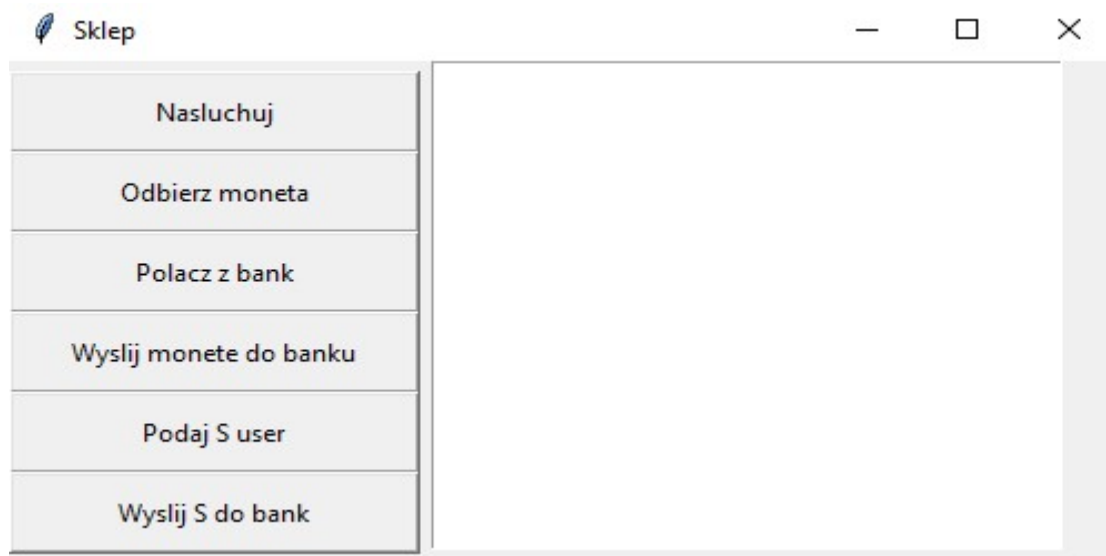 Sklep
Nasluchuj
Odbierz moneta
Polacz z bank
Wyslij monete do banku
Podaj S user
Wyslij S do bank